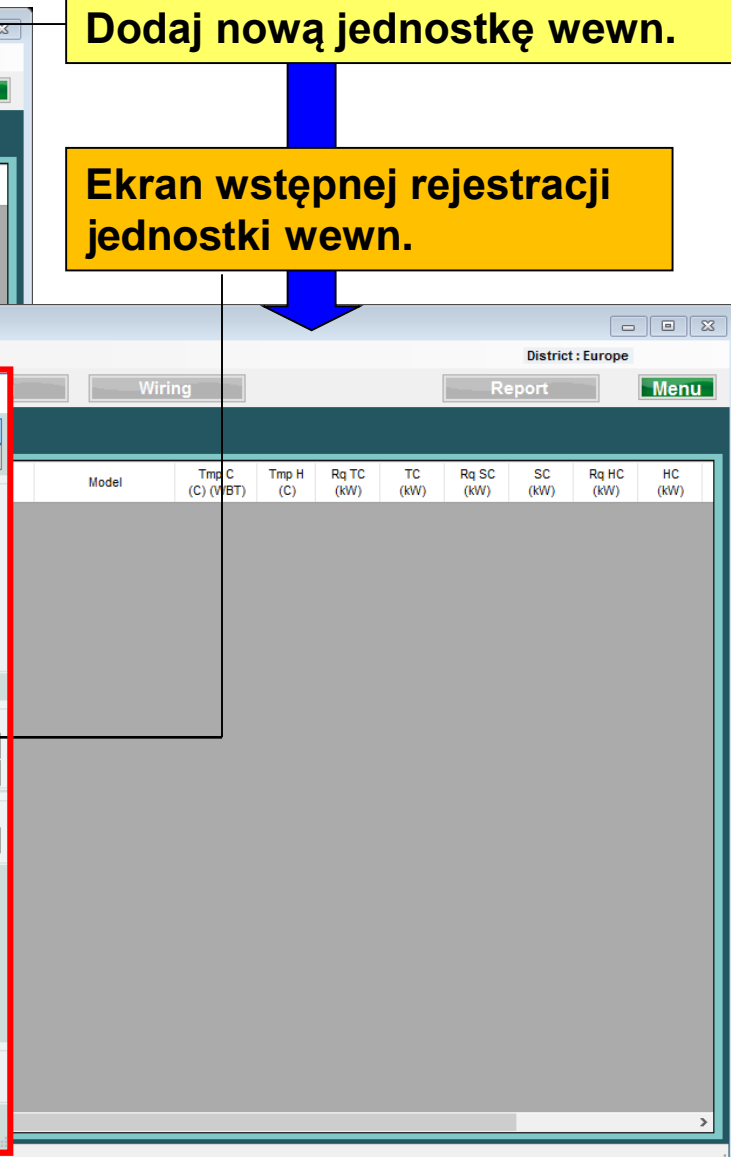 Dodaj nową jednostkę wewn.
Ekran wstępnej rejestracji
jednostki wewn.
District : Europe
Wiring Report Menu
Model Tmp C Tmp H Rq TC TC Rq SC SC Rq HC HC
(C) (WBT) (C) (kW) (kW) (kW) (kW) (kW) (kW)